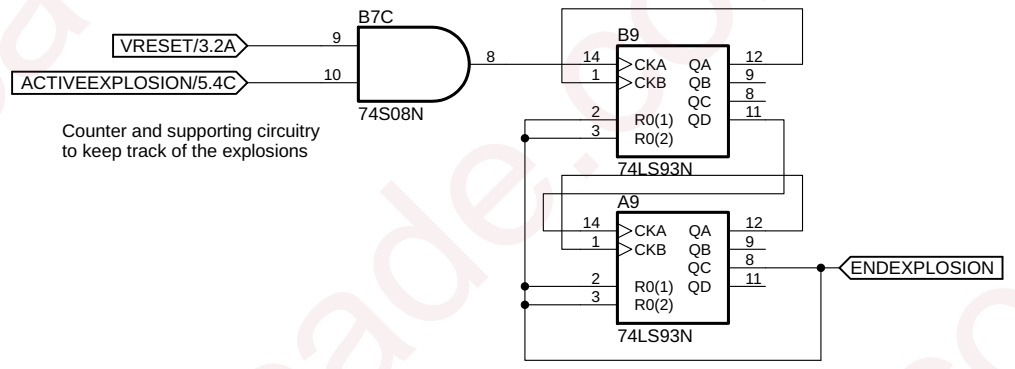 B7C
VRESET/3.2A
9
ACTIVEEXPLOSION/5.4C
10
8
74S08N
Counter and supporting circuitry
to keep track of the explosions
B9
14 CKA QA 12
1 CKB QB 9
QC 8
2 R0(1) QD 11
3 R0(2)
74LS93N
A9
14 CKA QA 12
1 CKB QB 9
QC 8
ENDEXPLOSION
2 R0(1) QD 11
3 R0(2)
74LS93N